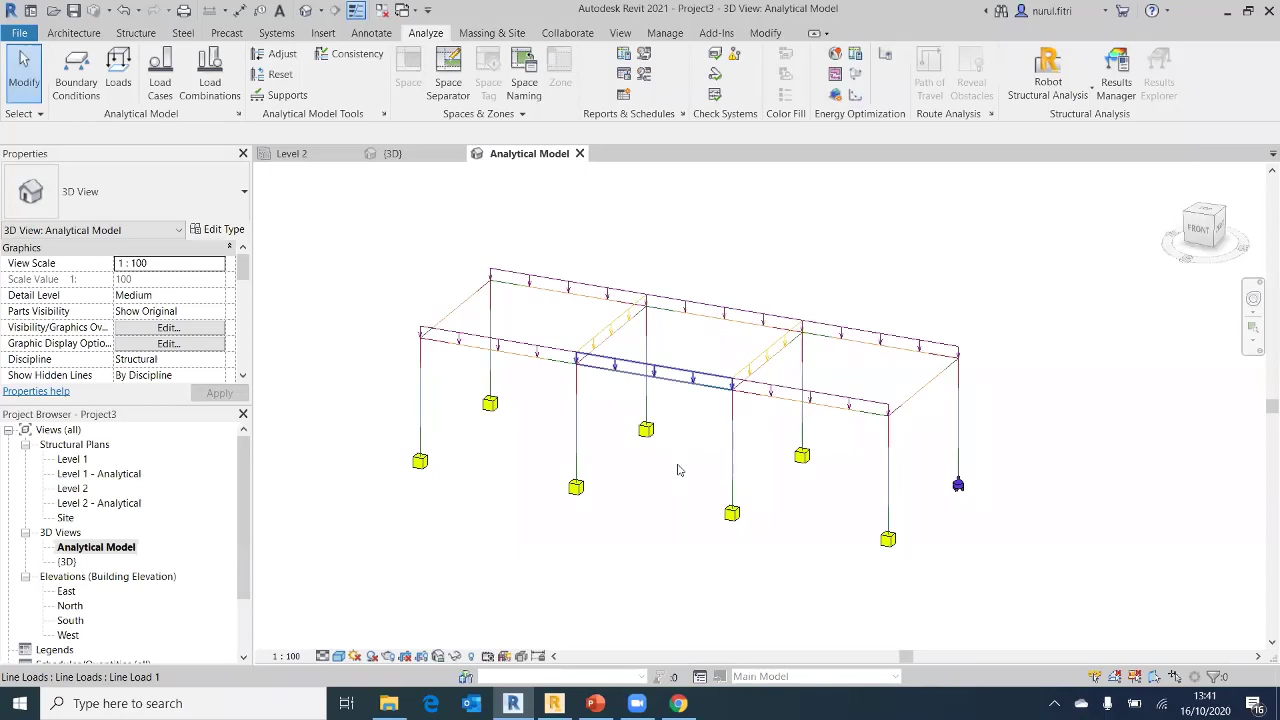 Autodesk Revit 2021 - Project3 - 3D View: Analytical Model
nurul.fitri
File Architecture Structure Steel Precast Systems Insert Annotate Analyze Massing & Site Collaborate View Manage Add-Ins Modify
Modify
Boundary
Conditions
Loads
Load
Cases
Load
Combinations
Adjust
Reset
Supports
Consistency
Space
Space
Separator
Space
Tag
Space
Naming
Zone
Path of
Travel
Reveal
Obstacles
Robot
Structural Analysis
Results
Manager
Results
Explorer
Select
Analytical Model
Analytical Model Tools
Spaces & Zones
Reports & Schedules
Check Systems
Color Fill
Energy Optimization
Route Analysis
Structural Analysis
Properties
Level 2
{3D}
Analytical Model
3D View
3D View: Analytical Model
Edit Type
Graphics
View Scale 1 : 100
Scale Value 1: 100
Detail Level Medium
Parts Visibility Show Original
Visibility/Graphics Ov... Edit...
Graphic Display Optio... Edit...
Discipline Structural
Show Hidden Lines By Discipline
Properties help
Apply
FRONT
Project Browser - Project3
Views (all)
Structural Plans
Level 1
Level 1 - Analytical
Level 2
Level 2 - Analytical
Site
3D Views
Analytical Model
{3D}
Elevations (Building Elevation)
East
North
South
West
Legends
1 : 100
Line Loads : Line Loads : Line Load 1
:0
Main Model
:0
Type here to search
13:41
16/10/2020
16